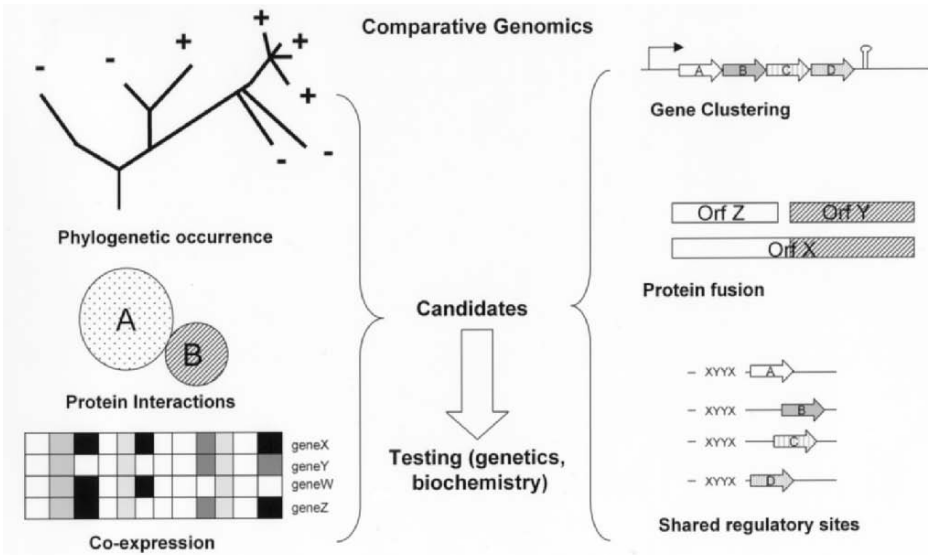 Comparative Genomics
+
+
+
+
-
-
-
-
Phylogenetic occurrence
A
B
Protein Interactions
geneX
geneY
geneW
geneZ
Co-expression
Candidates
Testing (genetics,
biochemistry)
A B C D
Gene Clustering
Orf Z Orf Y
Orf X
Protein fusion
– XYYX A
– XYYX B
– XYYX C
– XYYX D
Shared regulatory sites